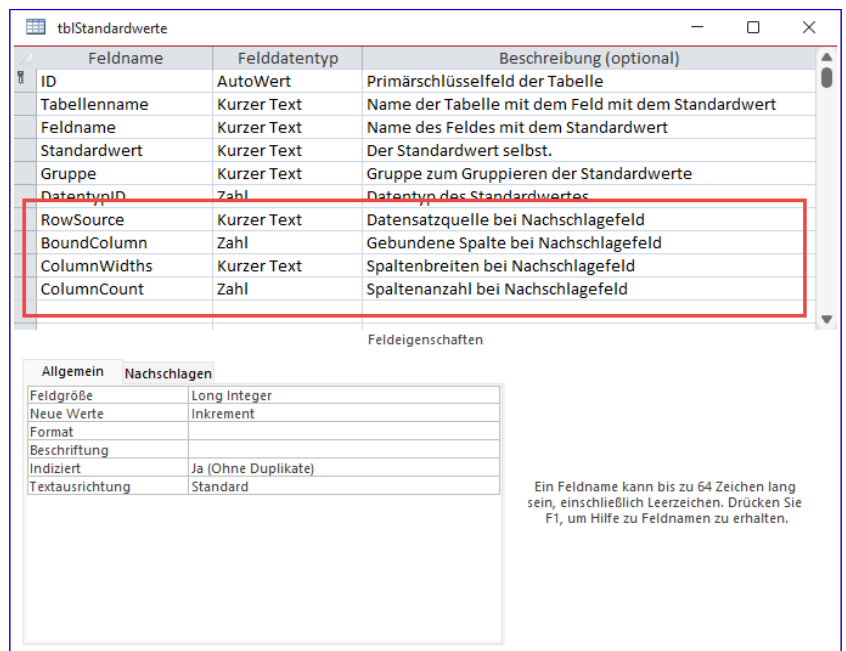 tblStandardwerte
Feldname Felddatentyp Beschreibung (optional)
ID AutoWert Primärschlüsselfeld der Tabelle
Tabellenname Kurzer Text Name der Tabelle mit dem Feld mit dem Standardwert
Feldname Kurzer Text Name des Feldes mit dem Standardwert
Standardwert Kurzer Text Der Standardwert selbst.
Gruppe Kurzer Text Gruppe zum Gruppieren der Standardwerte
DatentypID Zahl Datentyp des Standardwertes
RowSource Kurzer Text Datensatzquelle bei Nachschlagefeld
BoundColumn Zahl Gebundene Spalte bei Nachschlagefeld
ColumnWidths Kurzer Text Spaltenbreiten bei Nachschlagefeld
ColumnCount Zahl Spaltenanzahl bei Nachschlagefeld
Feldeigenschaften
Allgemein Nachschlagen
Feldgröße Long Integer
Neue Werte Inkrement
Format
Beschriftung
Indiziert Ja (Ohne Duplikate)
Textausrichtung Standard
Ein Feldname kann bis zu 64 Zeichen lang
sein, einschließlich Leerzeichen. Drücken Sie
F1, um Hilfe zu Feldnamen zu erhalten.